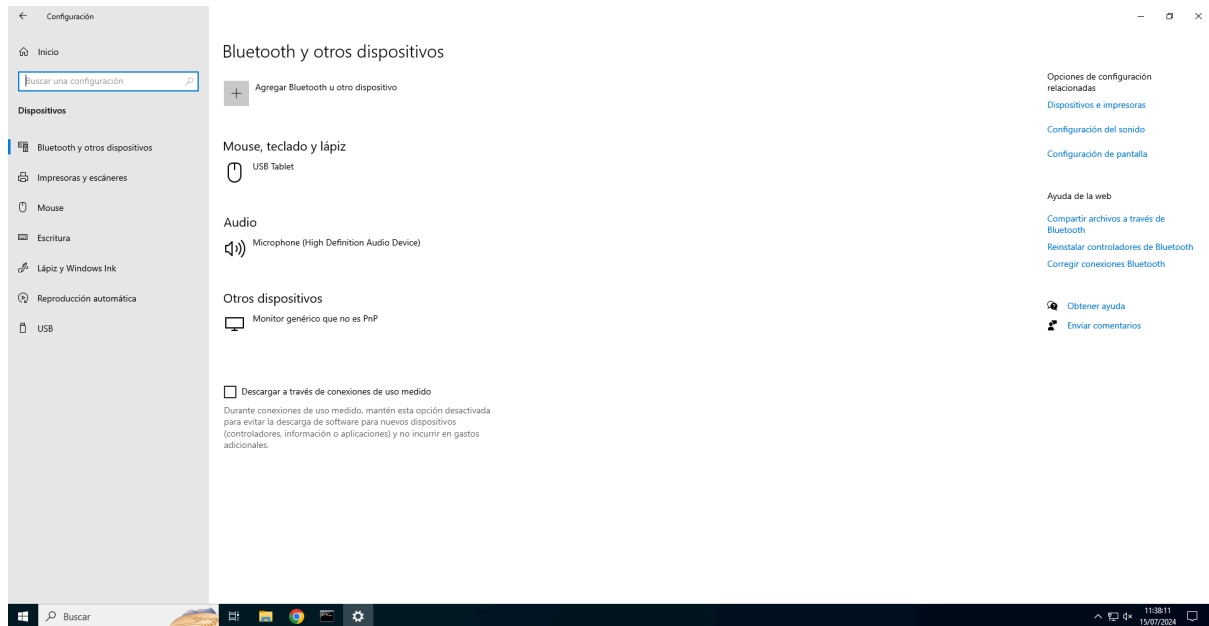 Configuración
Inicio
Buscar una configuración
Dispositivos
Bluetooth y otros dispositivos
Impresoras y escáneres
Mouse
Escritura
Lápiz y Windows Ink
Reproducción automática
USB
Bluetooth y otros dispositivos
Agregar Bluetooth u otro dispositivo
Mouse, teclado y lápiz
USB Tablet
Audio
Microphone (High Definition Audio Device)
Otros dispositivos
Monitor genérico que no es PnP
Descargar a través de conexiones de uso medido
Durante conexiones de uso medido, mantén esta opción desactivada
para evitar la descarga de software para nuevos dispositivos
(controladores, información o aplicaciones) y no incurrir en gastos
adicionales.
Opciones de configuración
relacionadas
Dispositivos e impresoras
Configuración del sonido
Configuración de pantalla
Ayuda de la web
Compartir archivos a través de
Bluetooth
Reinstalar controladores de Bluetooth
Corregir conexiones Bluetooth
Obtener ayuda
Enviar comentarios
Buscar
11:38:11
15/07/2024